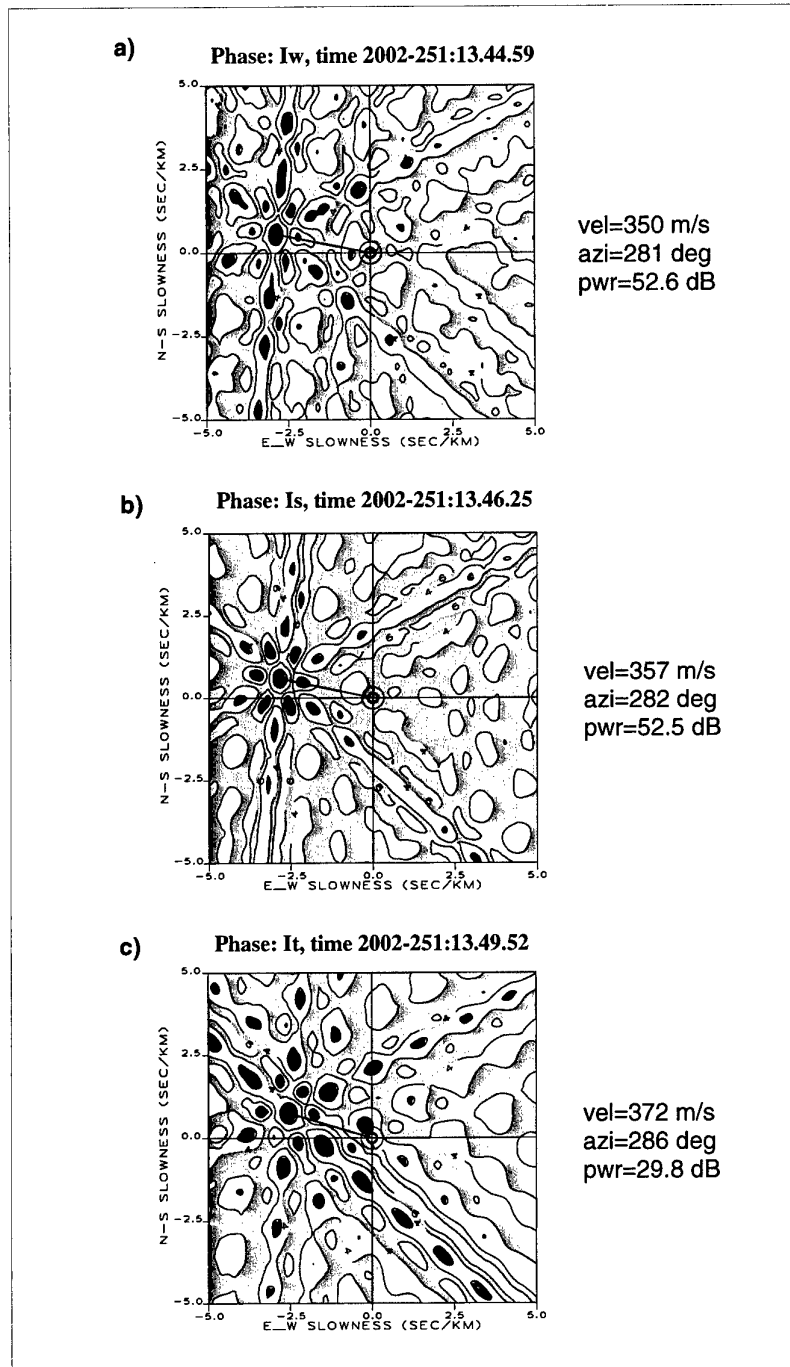 a)
Phase: Iw, time 2002-251:13.44.59
5.0
2.5
0.0
-2.5
-5.0
N-S SLOWNESS (SEC/KM)
-5.0 -2.5 0.0 2.5 5.0
E_W SLOWNESS (SEC/KM)
vel=350 m/s
azi=281 deg
pwr=52.6 dB
b)
Phase: Is, time 2002-251:13.46.25
5.0
2.5
0.0
-2.5
-5.0
N-S SLOWNESS (SEC/KM)
-5.0 -2.5 0.0 2.5 5.0
E_W SLOWNESS (SEC/KM)
vel=357 m/s
azi=282 deg
pwr=52.5 dB
c)
Phase: It, time 2002-251:13.49.52
5.0
2.5
0.0
-2.5
-5.0
N-S SLOWNESS (SEC/KM)
-5.0 -2.5 0.0 2.5 5.0
E_W SLOWNESS (SEC/KM)
vel=372 m/s
azi=286 deg
pwr=29.8 dB